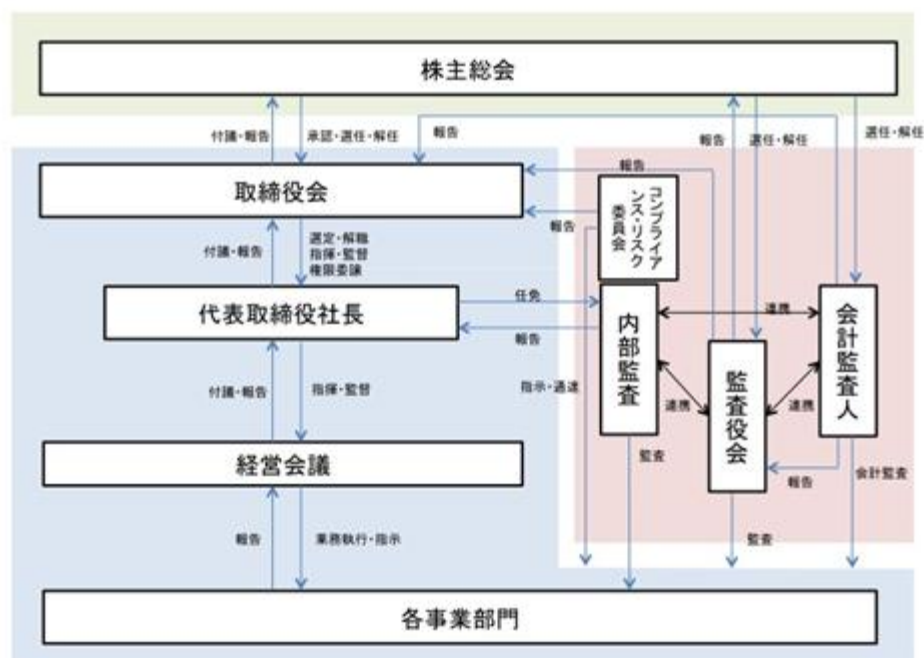 株主総会
付議・報告
承認・選任・解任
報告
報告
選任・解任
選任・解任
取締役会
報告
コンプライア
ンス・リスク
委員会
報告
付議・報告
選定・解職
指揮・監督
権限委譲
代表取締役社長
任免
報告
内部監査
連携
会計監査人
監査役会
付議・報告
指揮・監督
指示・通達
連携
連携
経営会議
監査
報告
会計監査
報告
業務執行・指示
監査
各事業部門